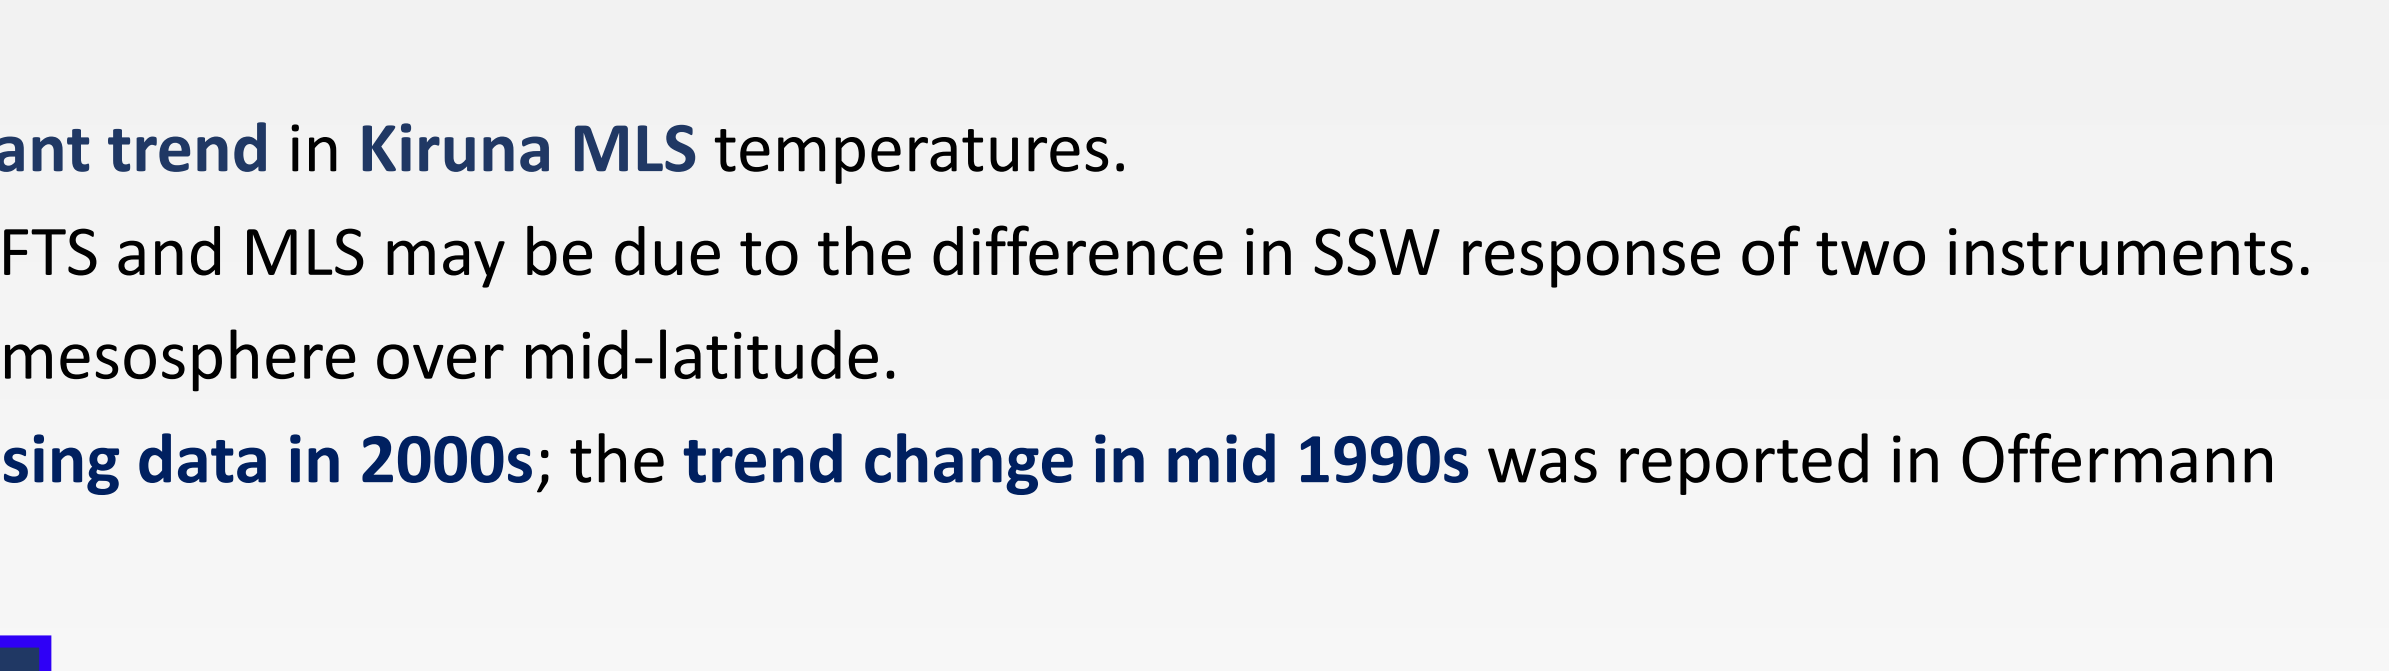 ant trend in Kiruna MLS temperatures.
FTS and MLS may be due to the difference in SSW response of two instruments.
mesosphere over mid-latitude.
sing data in 2000s; the trend change in mid 1990s was reported in Offermann